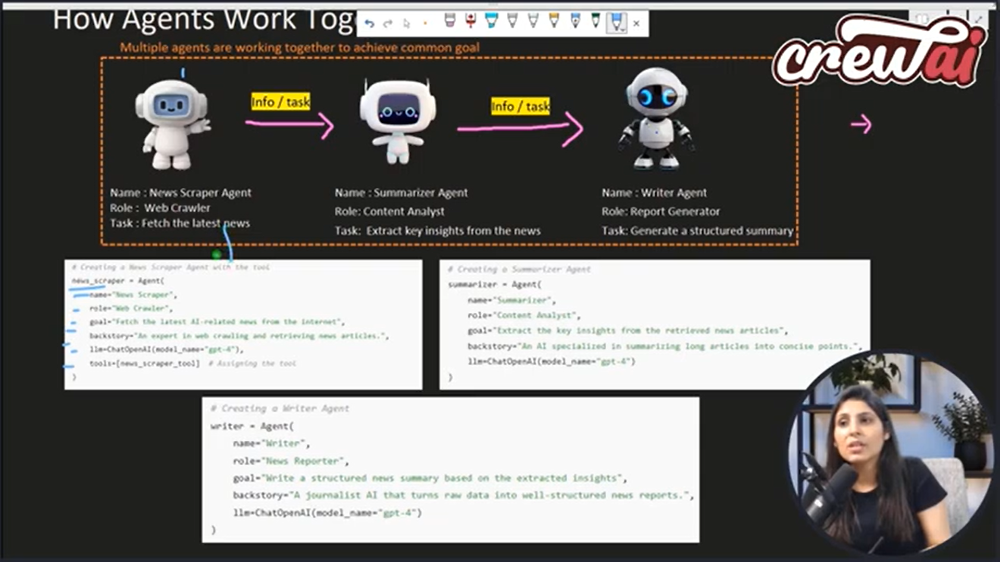 How Agents Work Tog
Multiple agents are working together to achieve common goal
crewai
Info / task
Info / task
Name : News Scraper Agent
Role : Web Crawler
Task : Fetch the latest news
Name : Summarizer Agent
Role: Content Analyst
Task: Extract key insights from the news
Name : Writer Agent
Role: Report Generator
Task: Generate a structured summary
# Creating a News Scraper Agent with the tool
news_scraper = Agent(
name="News Scraper",
role="Web Crawler",
goal="Fetch the latest AI-related news from the internet",
backstory="An expert in web crawling and retrieving news articles.",
llm=ChatOpenAI(model_name="gpt-4"),
tools=[news_scraper_tool] # Assigning the tool
)
# Creating a Summarizer Agent
summarizer = Agent(
name="Summarizer",
role="Content Analyst",
goal="Extract the key insights from the retrieved news articles",
backstory="An AI specialized in summarizing long articles into concise points.",
llm=ChatOpenAI(model_name="gpt-4")
)
# Creating a Writer Agent
writer = Agent(
name="Writer",
role="News Reporter",
goal="Write a structured news summary based on the extracted insights",
backstory="A journalist AI that turns raw data into well-structured news reports.",
llm=ChatOpenAI(model_name="gpt-4")
)